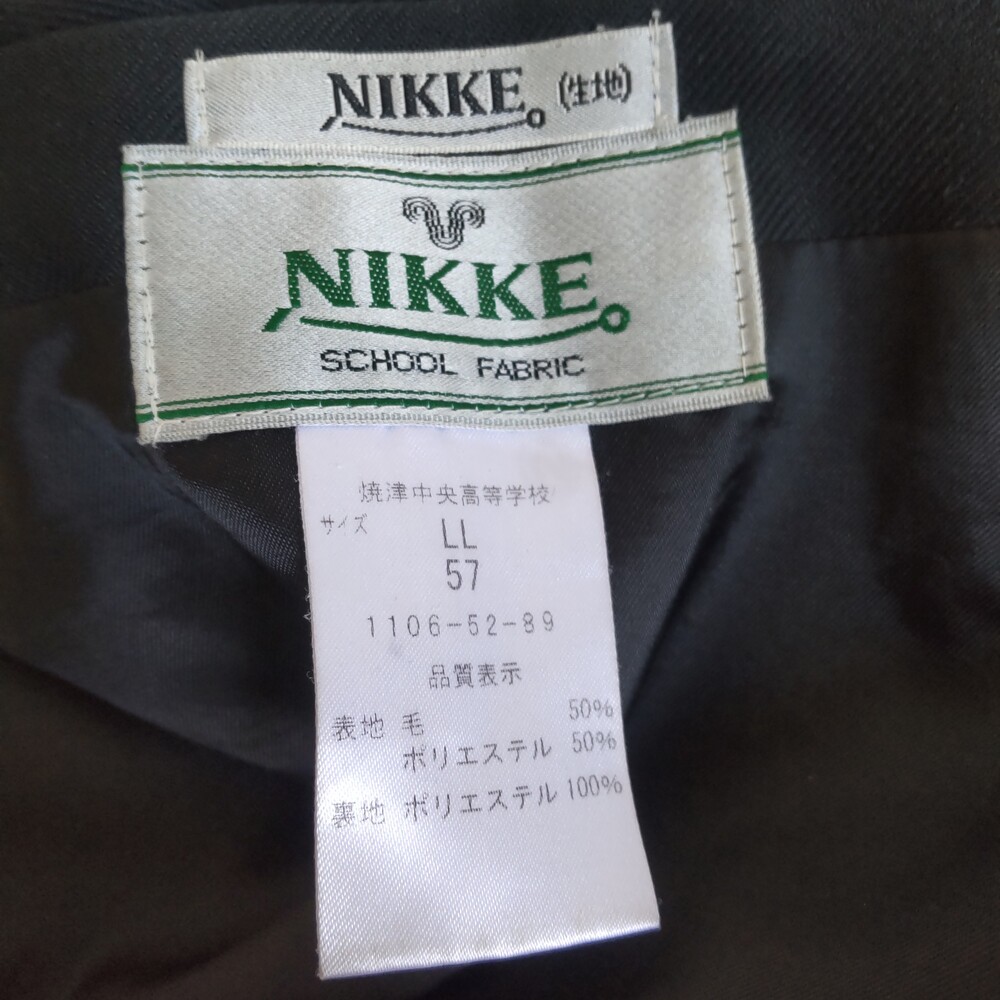 NIKKE (生地)
NIKKE
SCHOOL FABRIC
焼津中央高等学校
サイズ LL
57
1106-52-89
品質表示
表地 毛 50%
ポリエステル 50%
裏地 ポリエステル 100%